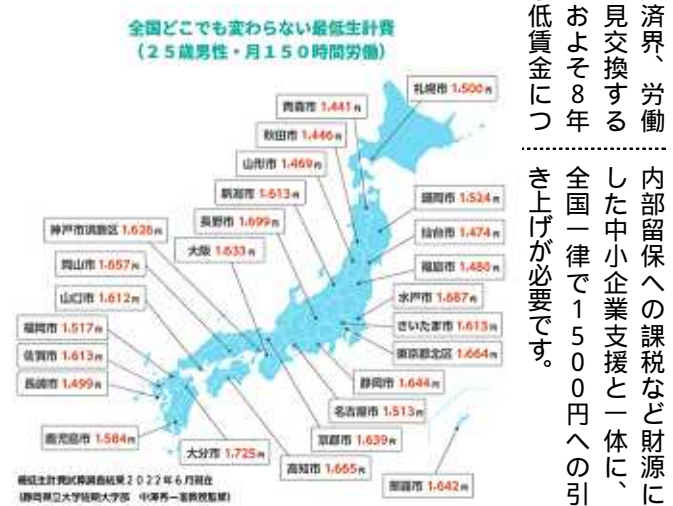 済界、労働
見交換する
およそ8年
低賃金につ
内部留保への課税など財源に
した中小企業支援と一体に、
全国一律で1500円への引
き上げが必要です。
全国どこでも変わらない最低生計費
(25歳男性・月150時間労働)
札幌市 1.500円
青森市 1.441円
秋田市 1.446円
山形市 1.469円
新潟市 1.613円
長野市 1.699円
大阪 1.633円
神戸市須磨区 1.626円
岡山市 1.657円
山口市 1.612円
福岡市 1.517円
佐賀市 1.613円
長崎市 1.499円
鹿児島市 1.584円
大分市 1.725円
高知市 1.665円
京都市 1.639円
名古屋市 1.513円
静岡市 1.644円
東京都北区 1.664円
さいたま市 1.613円
水戸市 1.687円
福島市 1.480円
仙台市 1.474円
盛岡市 1.524円
那覇市 1.642円
最低生計費試算調査結果2022年6月現在
(静岡県立大学短期大学部 中澤秀一准教授監修)